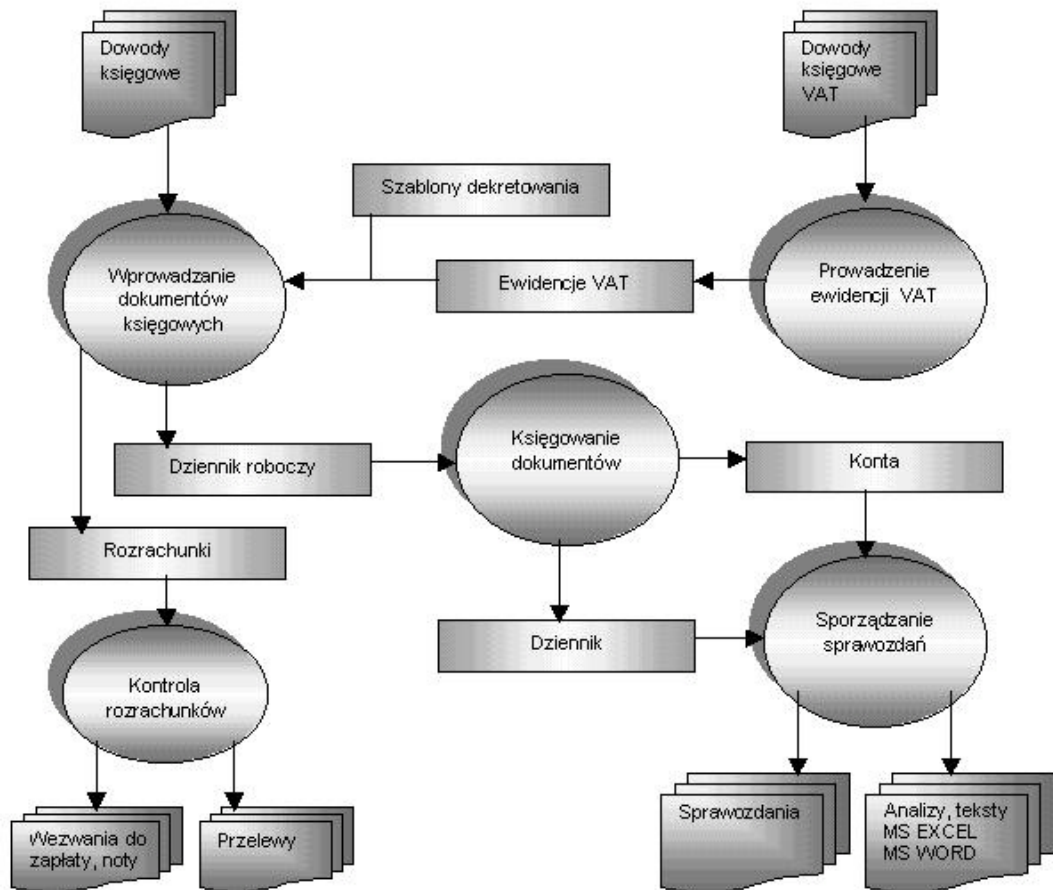 Dowody
księgowe
Dowody
księgowe
VAT
Szablony dekretowania
Wprowadzanie
dokumentów
księgowych
Ewidencje VAT
Prowadzenie
ewidencji VAT
Księgowanie
dokumentów
Dziennik roboczy
Konta
Rozrachunki
Dziennik
Sporządzanie
sprawozdań
Kontrola
rozrachunków
Wezwania do
zapłaty, noty
Przelewy
Sprawozdania
Analizy, teksty
MS EXCEL
MS WORD